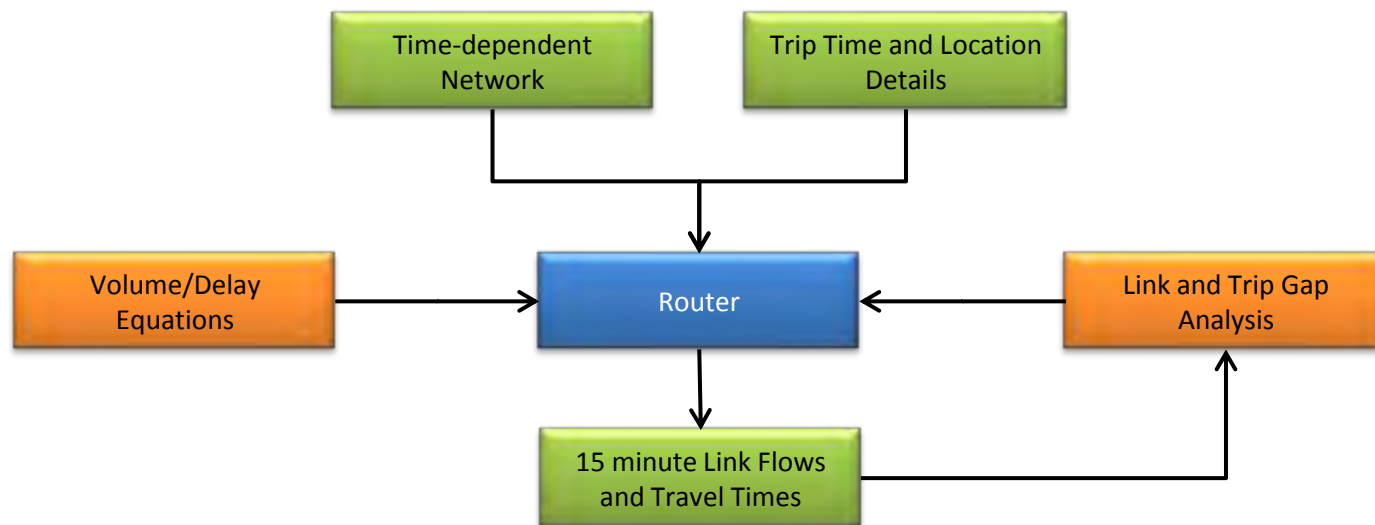 Time-dependent
Network
Trip Time and Location
Details
Volume/Delay
Equations
Router
Link and Trip Gap
Analysis
15 minute Link Flows
and Travel Times